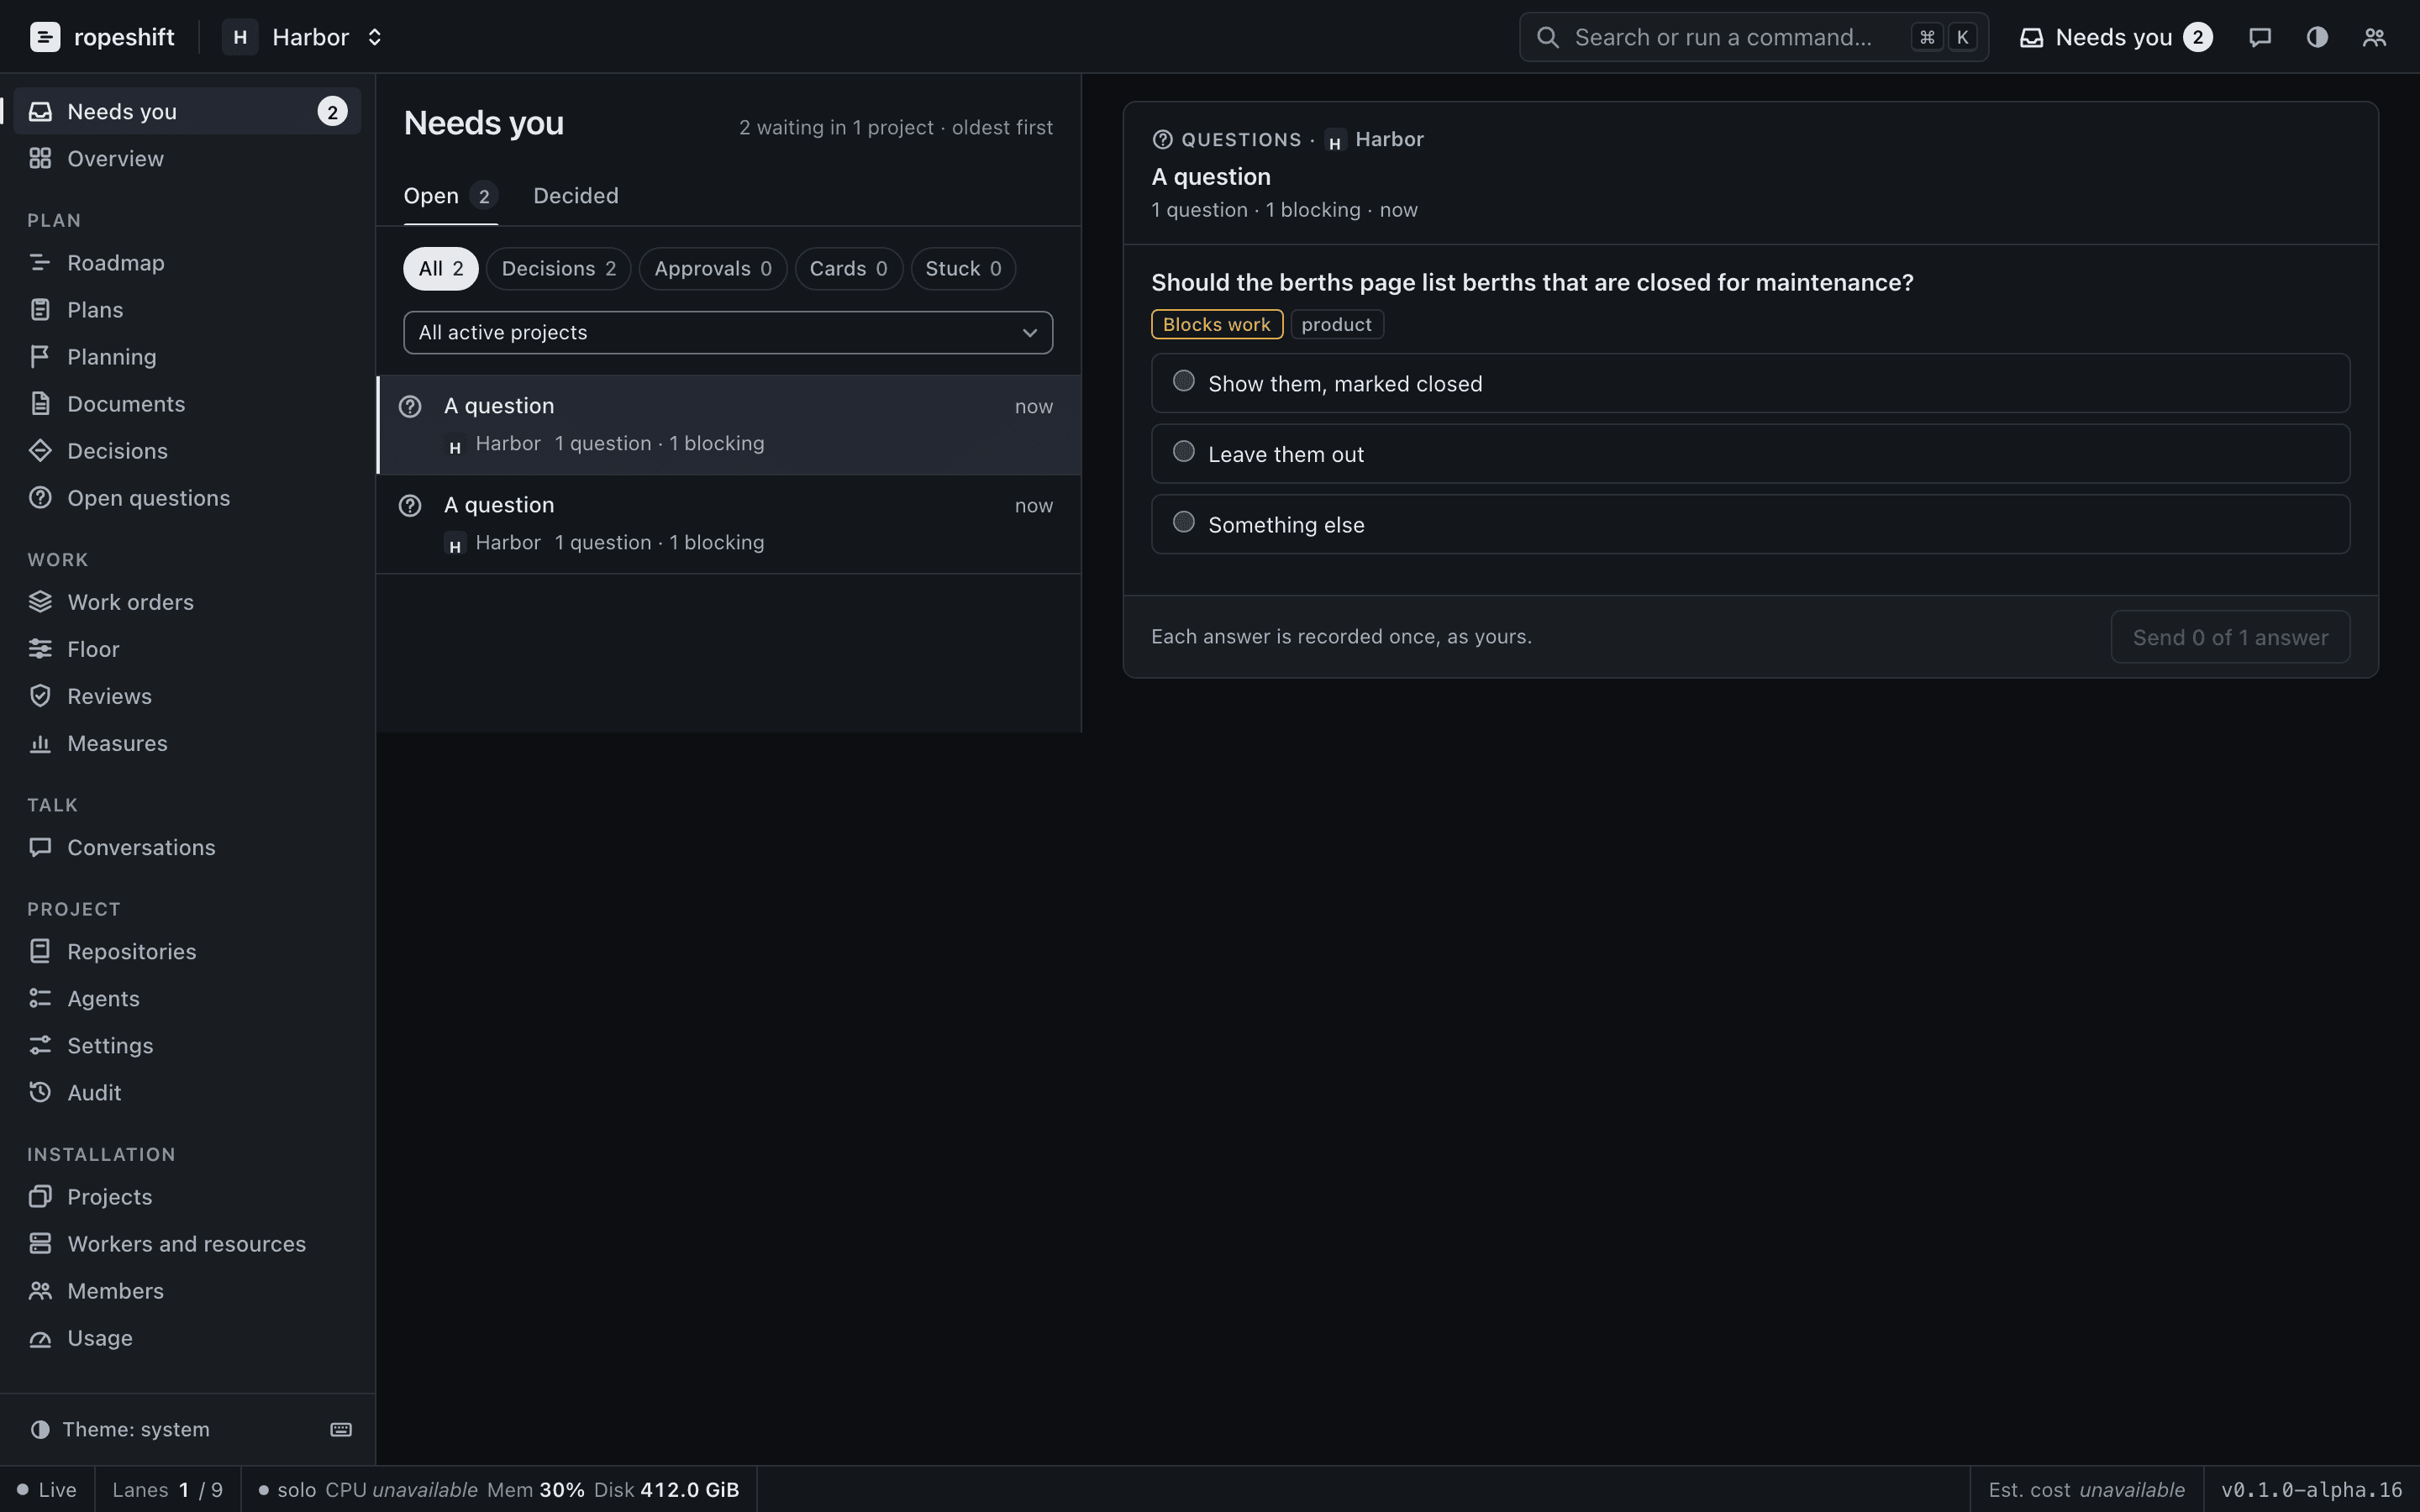 ropeshift
H Harbor
Search or run a command... ⌘ K
Needs you 2
Needs you 2
Overview
PLAN
Roadmap
Plans
Planning
Documents
Decisions
Open questions
WORK
Work orders
Floor
Reviews
Measures
TALK
Conversations
PROJECT
Repositories
Agents
Settings
Audit
INSTALLATION
Projects
Workers and resources
Members
Usage
Theme: system
Needs you
2 waiting in 1 project · oldest first
Open 2 Decided
All 2 Decisions 2 Approvals 0 Cards 0 Stuck 0
All active projects
A question now
H Harbor 1 question · 1 blocking
A question now
H Harbor 1 question · 1 blocking
QUESTIONS · H Harbor
A question
1 question · 1 blocking · now
Should the berths page list berths that are closed for maintenance?
Blocks work product
Show them, marked closed
Leave them out
Something else
Each answer is recorded once, as yours.
Send 0 of 1 answer
Live Lanes 1 / 9 solo CPU unavailable Mem 30% Disk 412.0 GiB
Est. cost unavailable v0.1.0-alpha.16